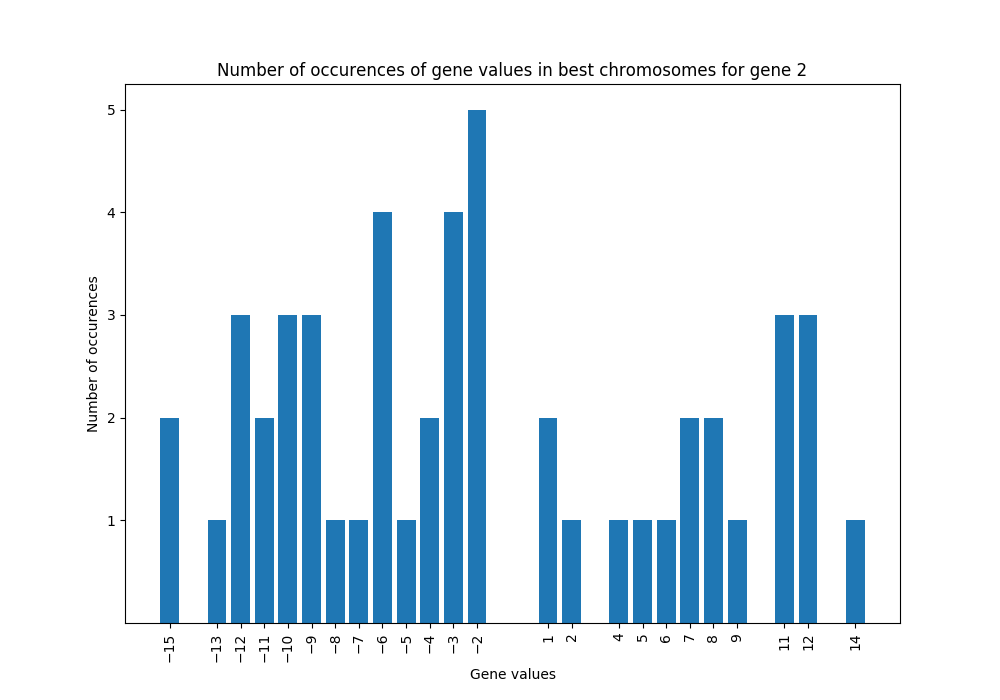 Number of occurences of gene values in best chromosomes for gene 2
5
4
3
2
1
Number of occurences
−15 −13 −12 −11 −10 −9 −8 −7 −6 −5 −4 −3 −2 1 2 4 5 6 7 8 9 11 12 14
Gene values